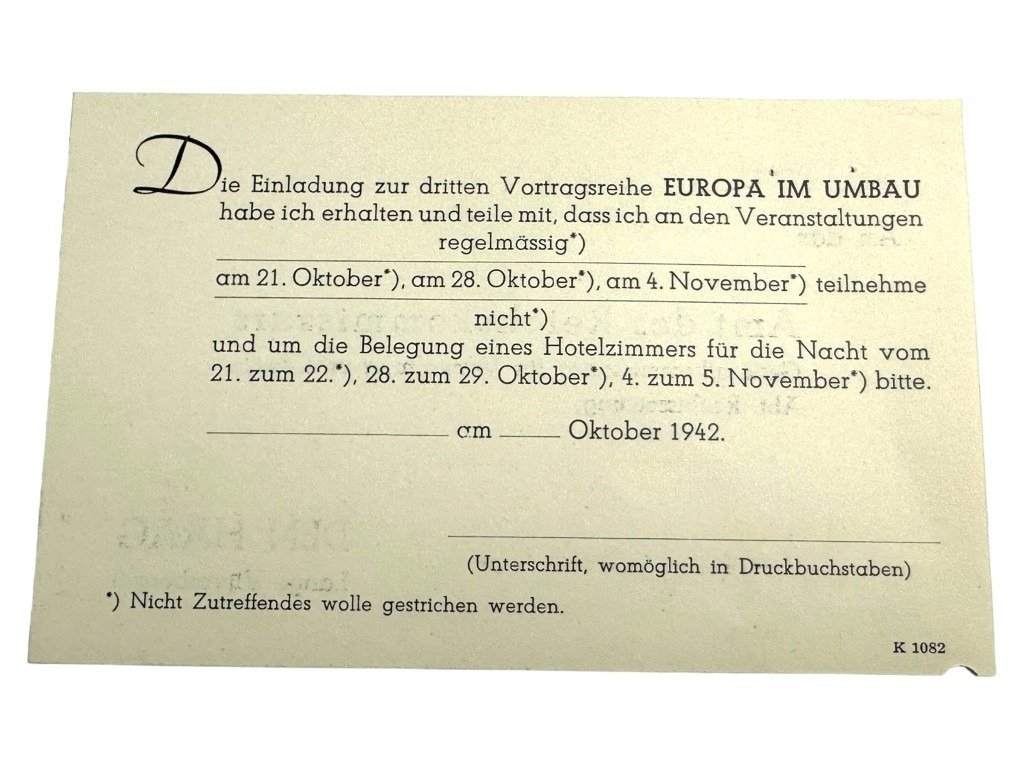 Die Einladung zur dritten Vortragsreihe EUROPA IM UMBAU
habe ich erhalten und teile mit, dass ich an den Veranstaltungen
regelmässig*)
am 21. Oktober*), am 28. Oktober*), am 4. November*) teilnehme
nicht*)
und um die Belegung eines Hotelzimmers für die Nacht vom
21. zum 22.*), 28. zum 29. Oktober*), 4. zum 5. November*) bitte.
am Oktober 1942.
(Unterschrift, womöglich in Druckbuchstaben)
*) Nicht Zutreffendes wolle gestrichen werden.
K 1082